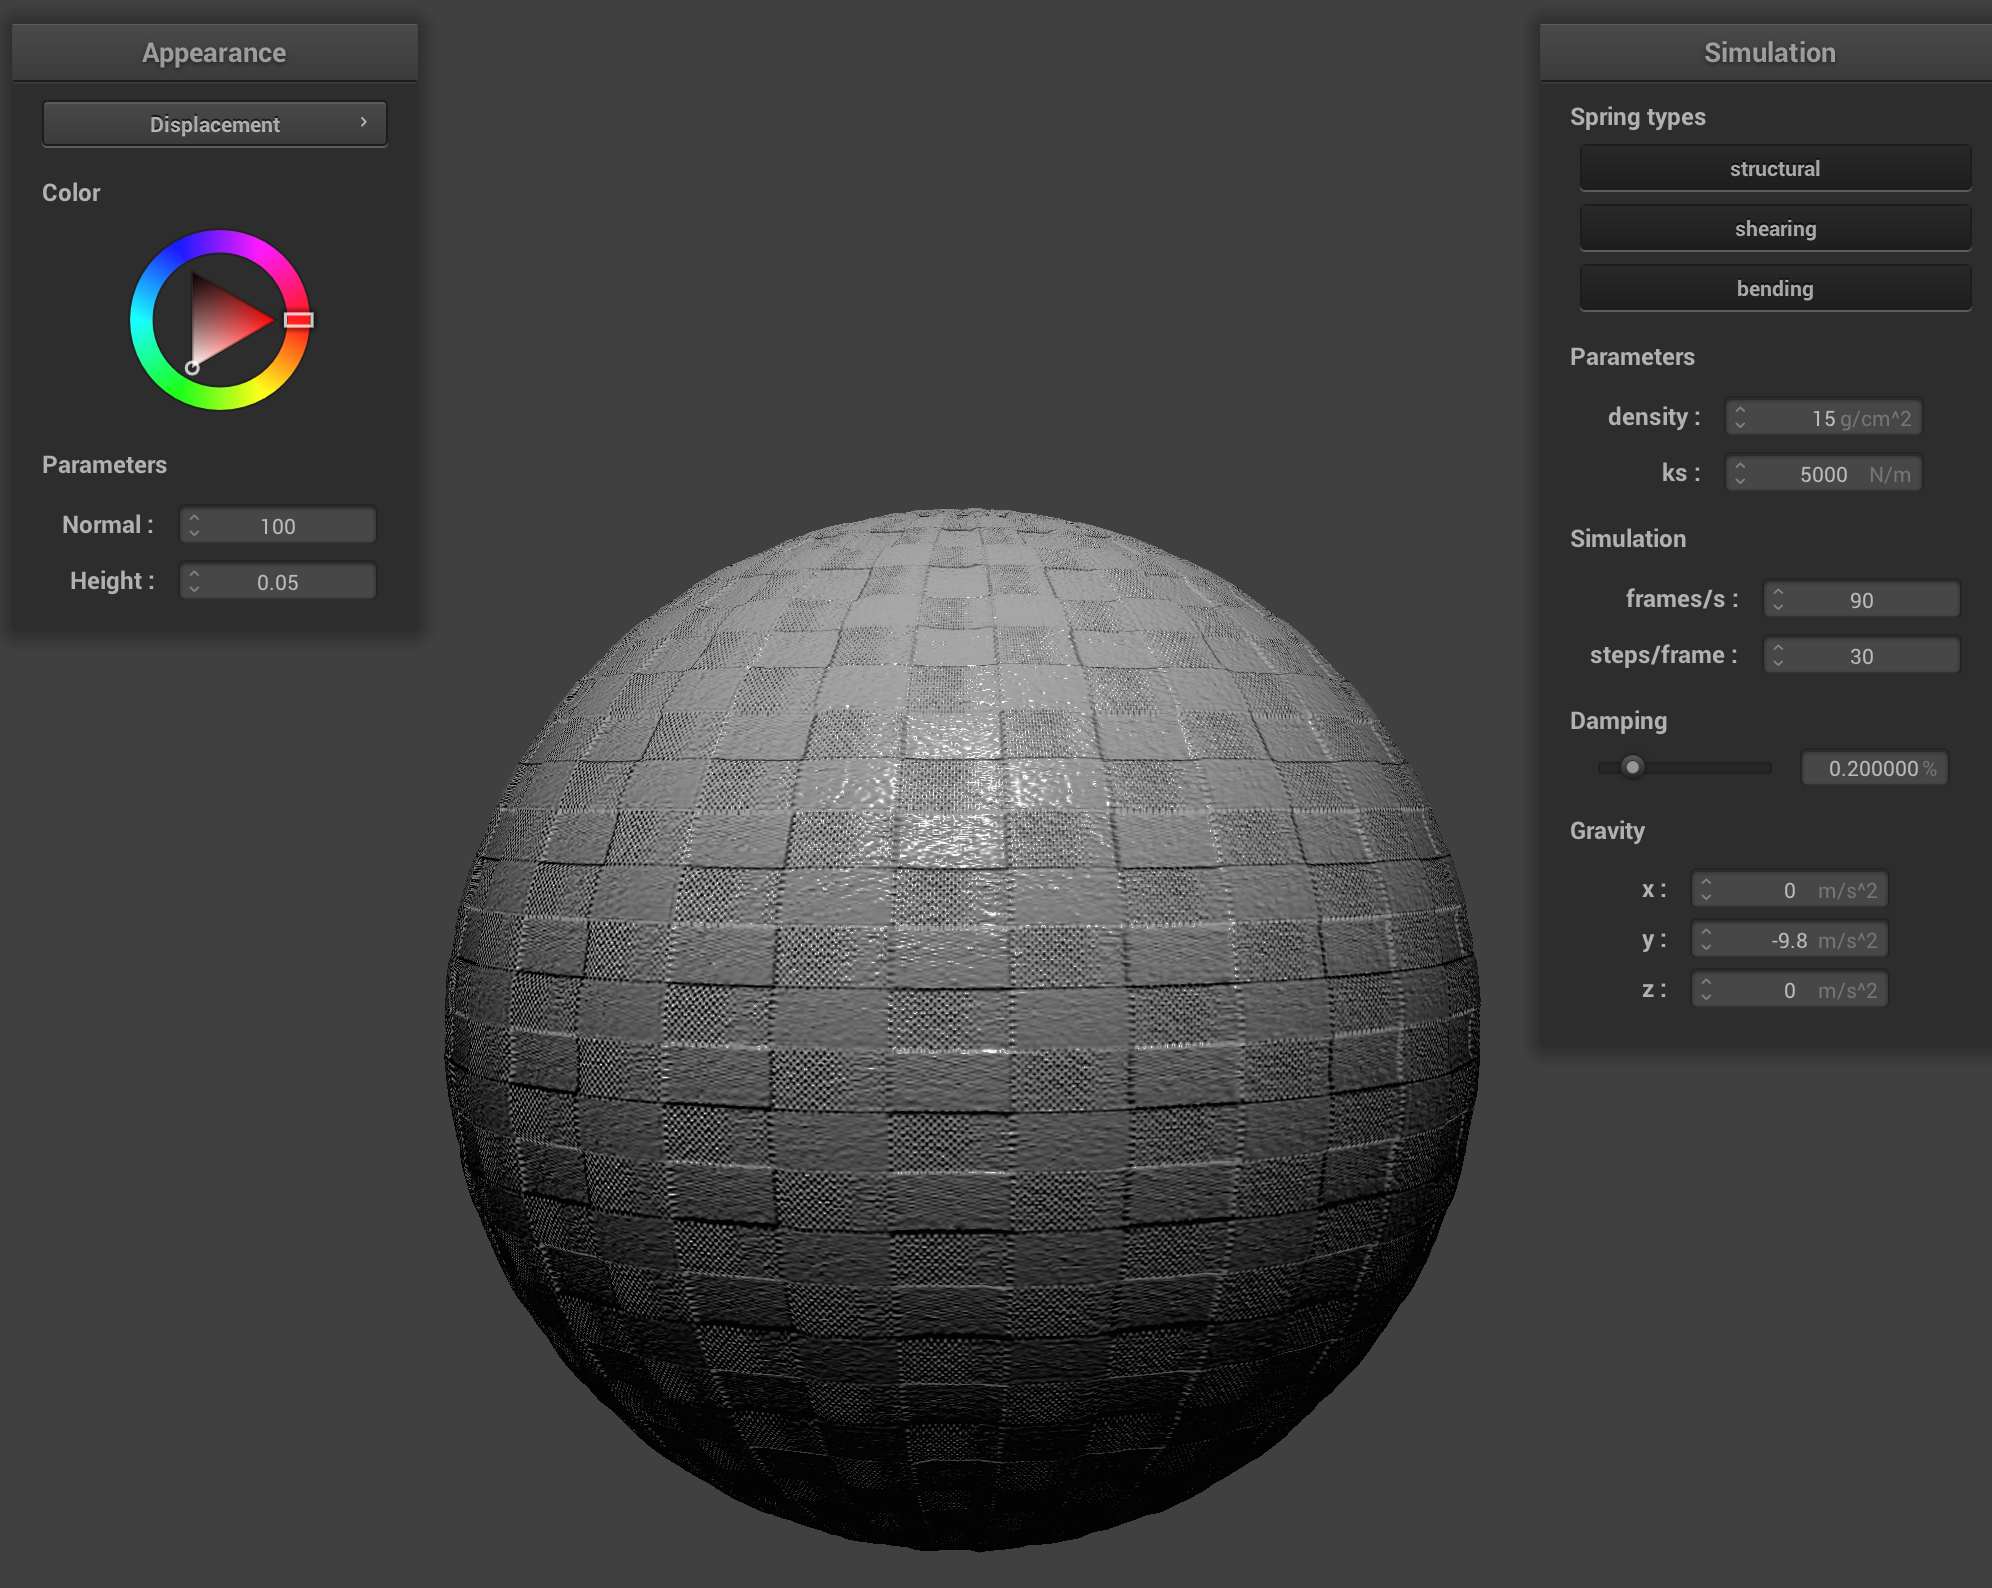 Appearance
Displacement
Color
Parameters
Normal : 100
Height : 0.05
Simulation
Spring types
structural
shearing
bending
Parameters
density : 15 g/cm^2
ks : 5000 N/m
Simulation
frames/s : 90
steps/frame : 30
Damping
0.200000 %
Gravity
x : 0 m/s^2
y : -9.8 m/s^2
z : 0 m/s^2